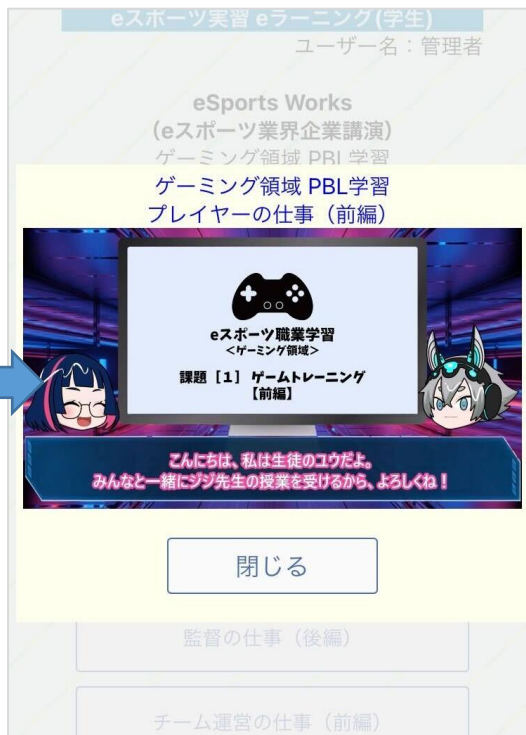 eスポーツ実習 eラーニング(学生)
ユーザー名：管理者
eSports Works
（eスポーツ業界企業講演）
ゲーミング領域 PBL学習
ゲーミング領域 PBL学習
プレイヤーの仕事（前編）
eスポーツ職業学習
＜ゲーミング領域＞
課題［1］ ゲームトレーニング
【前編】
こんにちは、私は生徒のユウだよ。
みんなと一緒にジジ先生の授業を受けるから、よろしくね！
閉じる
監督の仕事（後編）
チーム運営の仕事（前編）